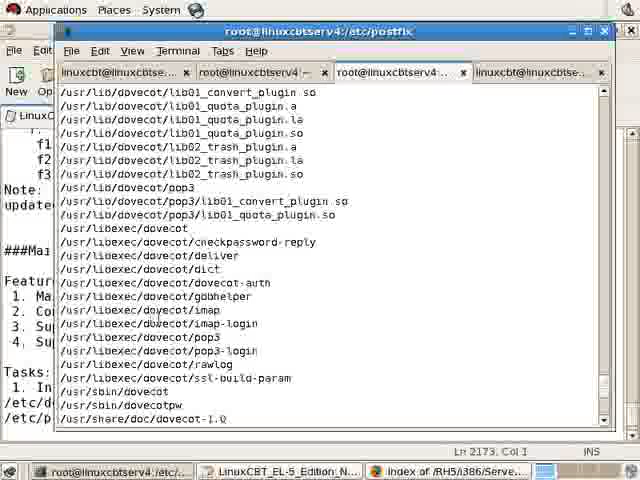 Applications Places System
root@linuxcbtserv4:/etc/postfix
File Edit View Terminal Tabs Help
File Edit
linuxcbt@linuxcbtse... root@linuxcbtserv4:~ root@linuxcbtserv4:... linuxcbt@linuxcbtse...
New
LinuxC
/usr/lib/dovecot/lib01_convert_plugin.so
/usr/lib/dovecot/lib01_quota_plugin.a
/usr/lib/dovecot/lib01_quota_plugin.la
/usr/lib/dovecot/lib01_quota_plugin.so
/usr/lib/dovecot/lib02_trash_plugin.a
/usr/lib/dovecot/lib02_trash_plugin.la
/usr/lib/dovecot/lib02_trash_plugin.so
/usr/lib/dovecot/pop3
/usr/lib/dovecot/pop3/lib01_convert_plugin.so
/usr/lib/dovecot/pop3/lib01_quota_plugin.so
/usr/libexec/dovecot
/usr/libexec/dovecot/checkpassword-reply
/usr/libexec/dovecot/deliver
/usr/libexec/dovecot/dict
/usr/libexec/dovecot/dovecot-auth
/usr/libexec/dovecot/gdbhelper
/usr/libexec/dovecot/imap
/usr/libexec/dovecot/imap-login
/usr/libexec/dovecot/pop3
/usr/libexec/dovecot/pop3-login
/usr/libexec/dovecot/rawlog
/usr/libexec/dovecot/ssl-build-param
/usr/sbin/dovecot
/usr/sbin/dovecotpw
/usr/share/doc/dovecot-1.0
f1
f2
f3
Note:
update
###Mai
Featur
1. Ma
2. Co
3. Su
4. Su
Tasks:
1. In
/etc/d
/etc/p
Ln 2173, Col 1 INS
root@linuxcbtserv4:/etc/... LinuxCBT_EL-5_Edition_N... Index of /RH5/i386/Serve...